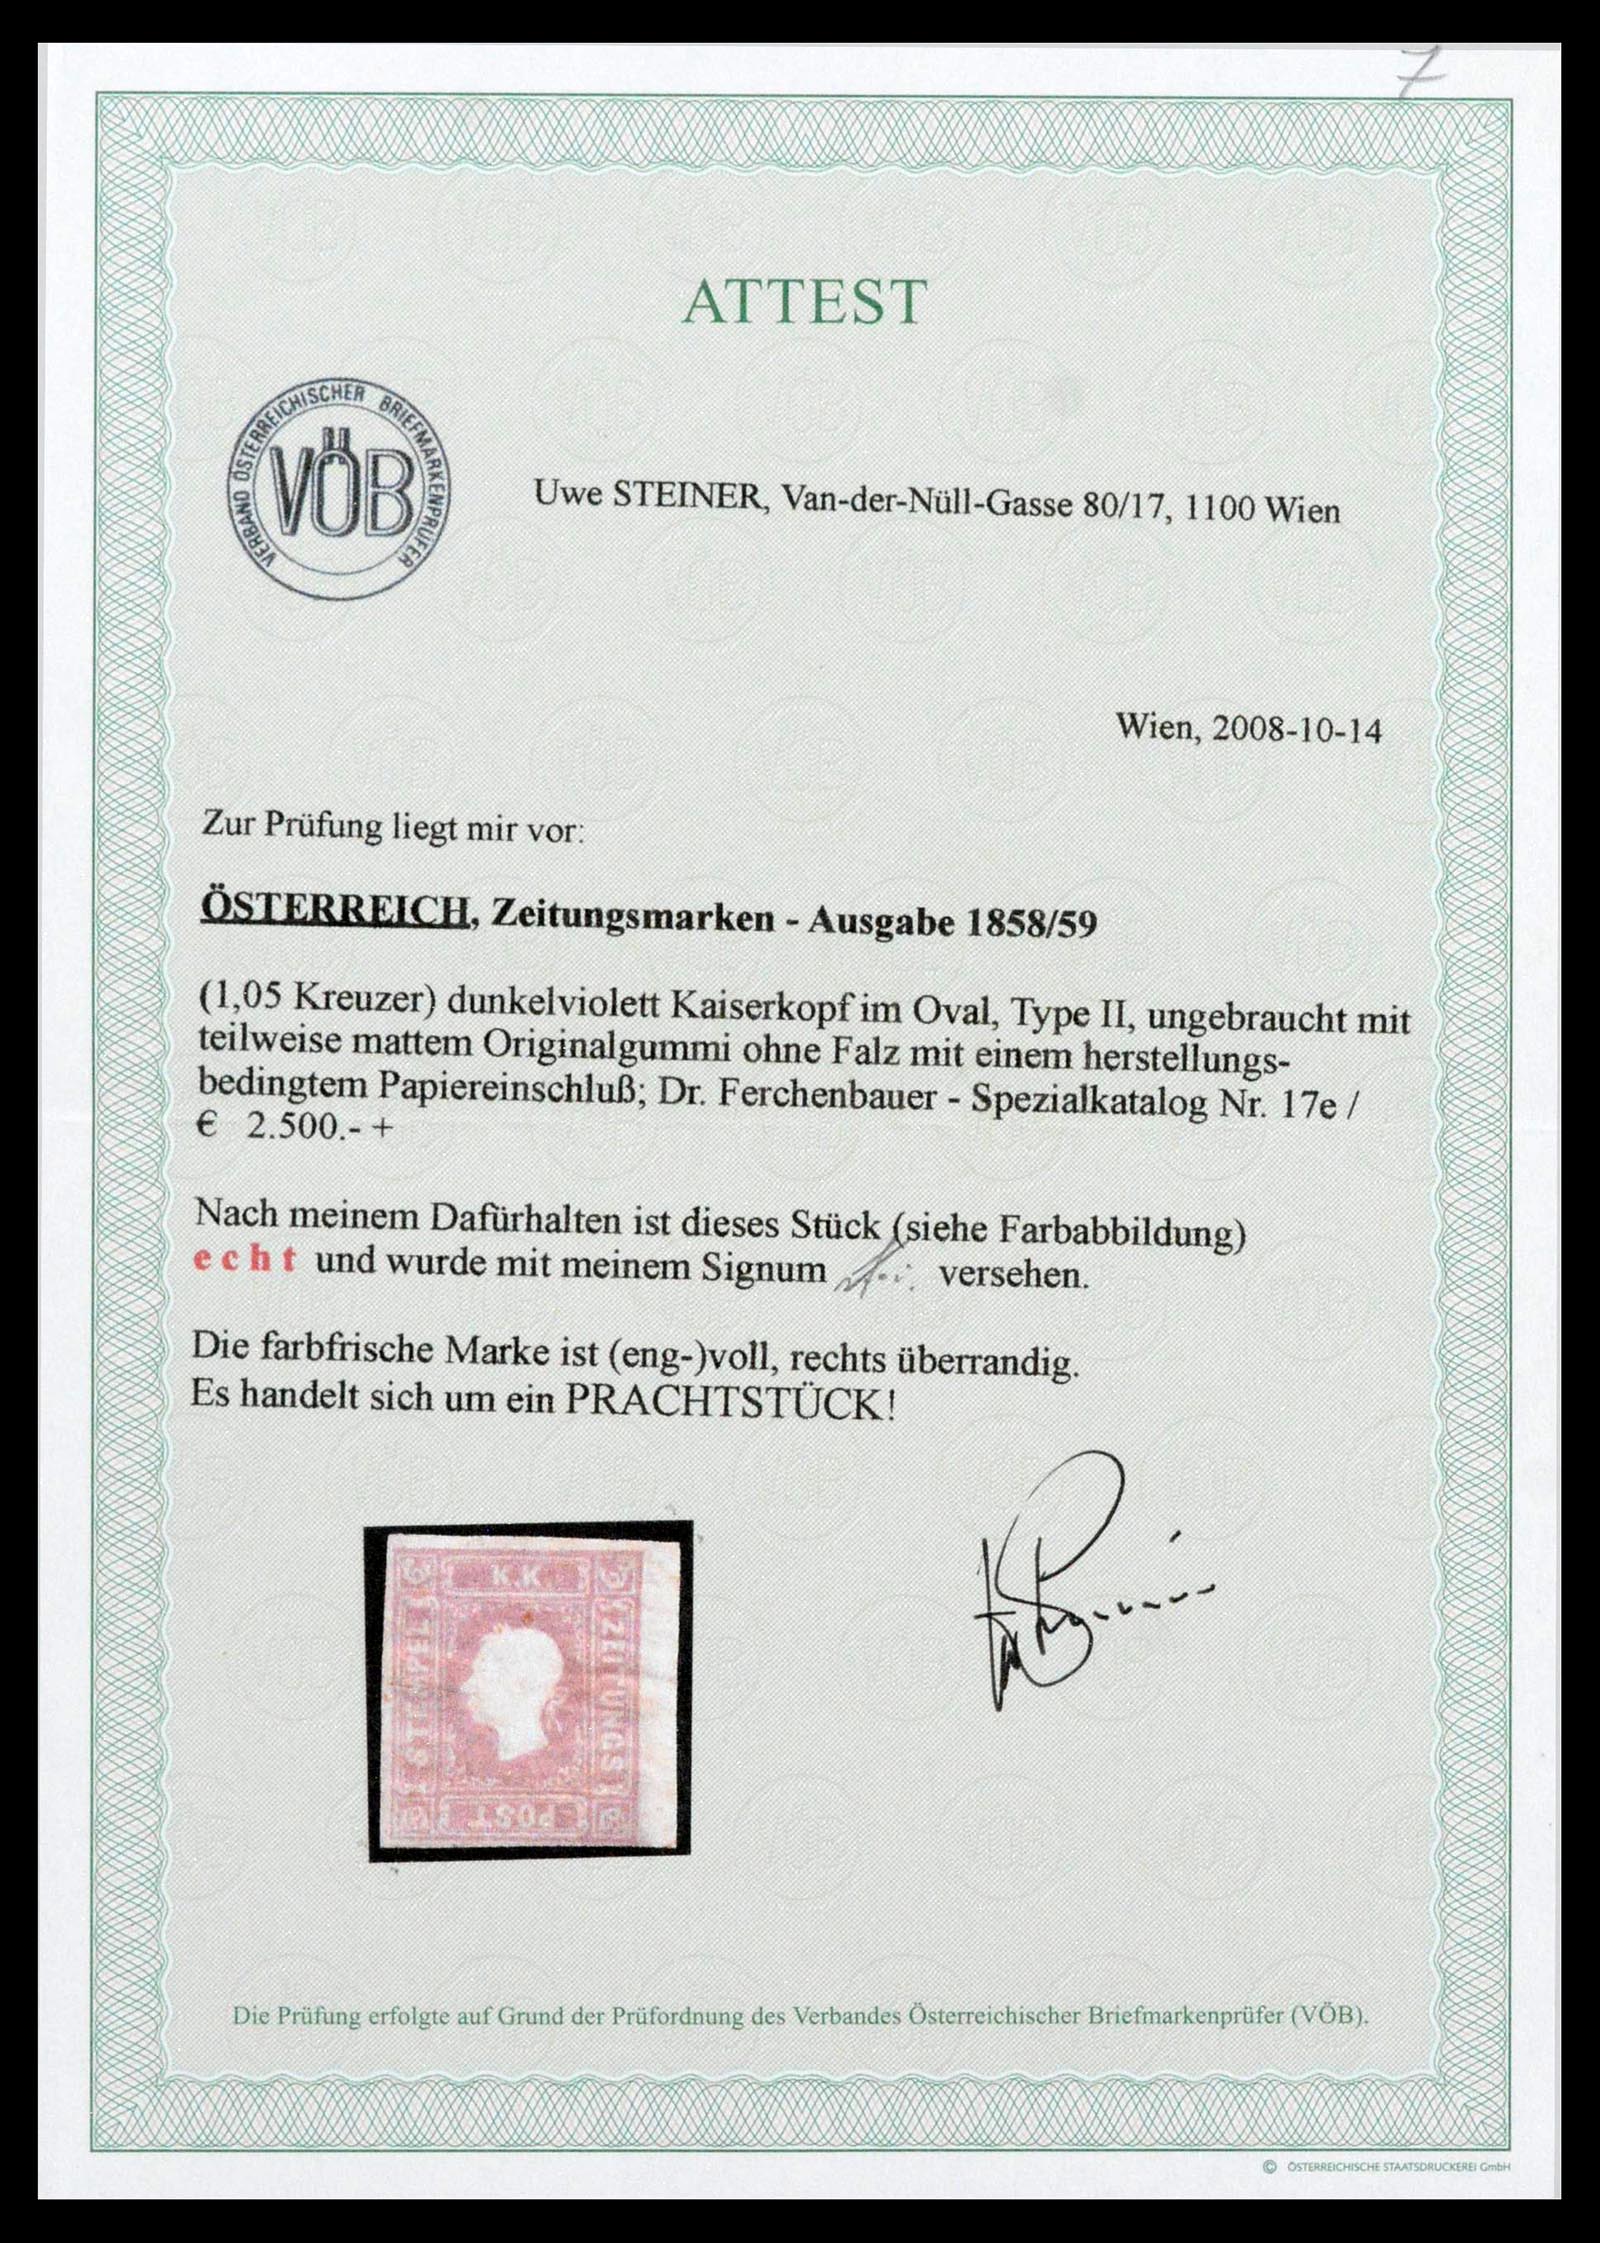 7
ATTEST
VERBAND ÖSTERREICHISCHER BRIEFMARKENPRÜFER
VÖB
Uwe STEINER, Van-der-Nüll-Gasse 80/17, 1100 Wien
Wien, 2008-10-14
Zur Prüfung liegt mir vor:
ÖSTERREICH, Zeitungsmarken - Ausgabe 1858/59
(1,05 Kreuzer) dunkelviolett Kaiserkopf im Oval, Type II, ungebraucht mit
teilweise mattem Originalgummi ohne Falz mit einem herstellungs-
bedingtem Papiereinschluß; Dr. Ferchenbauer - Spezialkatalog Nr. 17e /
€ 2.500.- +
Nach meinem Dafürhalten ist dieses Stück (siehe Farbabbildung)
e c h t und wurde mit meinem Signum versehen.
Die farbfrische Marke ist (eng-)voll, rechts überrandig.
Es handelt sich um ein PRACHTSTÜCK!
K.K.
ZEITUNGS
STEMPEL
POST
Die Prüfung erfolgte auf Grund der Prüfordnung des Verbandes Österreichischer Briefmarkenprüfer (VÖB).
© ÖSTERREICHISCHE STAATSDRUCKEREI GmbH